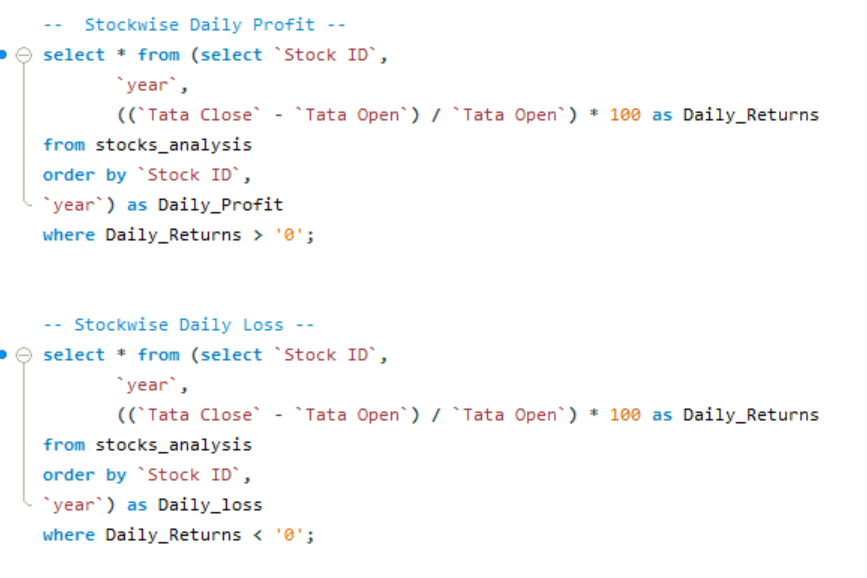 --  Stockwise Daily Profit --
select * from (select `Stock ID`,
`year`,
((`Tata Close` - `Tata Open`) / `Tata Open`) * 100 as Daily_Returns
from stocks_analysis
order by `Stock ID`,
`year`) as Daily_Profit
where Daily_Returns > '0';
-- Stockwise Daily Loss --
select * from (select `Stock ID`,
`year`,
((`Tata Close` - `Tata Open`) / `Tata Open`) * 100 as Daily_Returns
from stocks_analysis
order by `Stock ID`,
`year`) as Daily_loss
where Daily_Returns < '0';